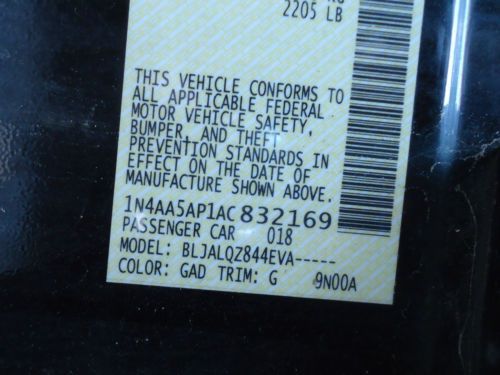 2205 LB
THIS VEHICLE CONFORMS TO
ALL APPLICABLE FEDERAL
MOTOR VEHICLE SAFETY,
BUMPER, AND THEFT
PREVENTION STANDARDS IN
EFFECT ON THE DATE OF
MANUFACTURE SHOWN ABOVE.
1N4AA5AP1AC832169
PASSENGER CAR 018
MODEL: BLJALQZ844EVA-----
COLOR: GAD TRIM: G 9N00A